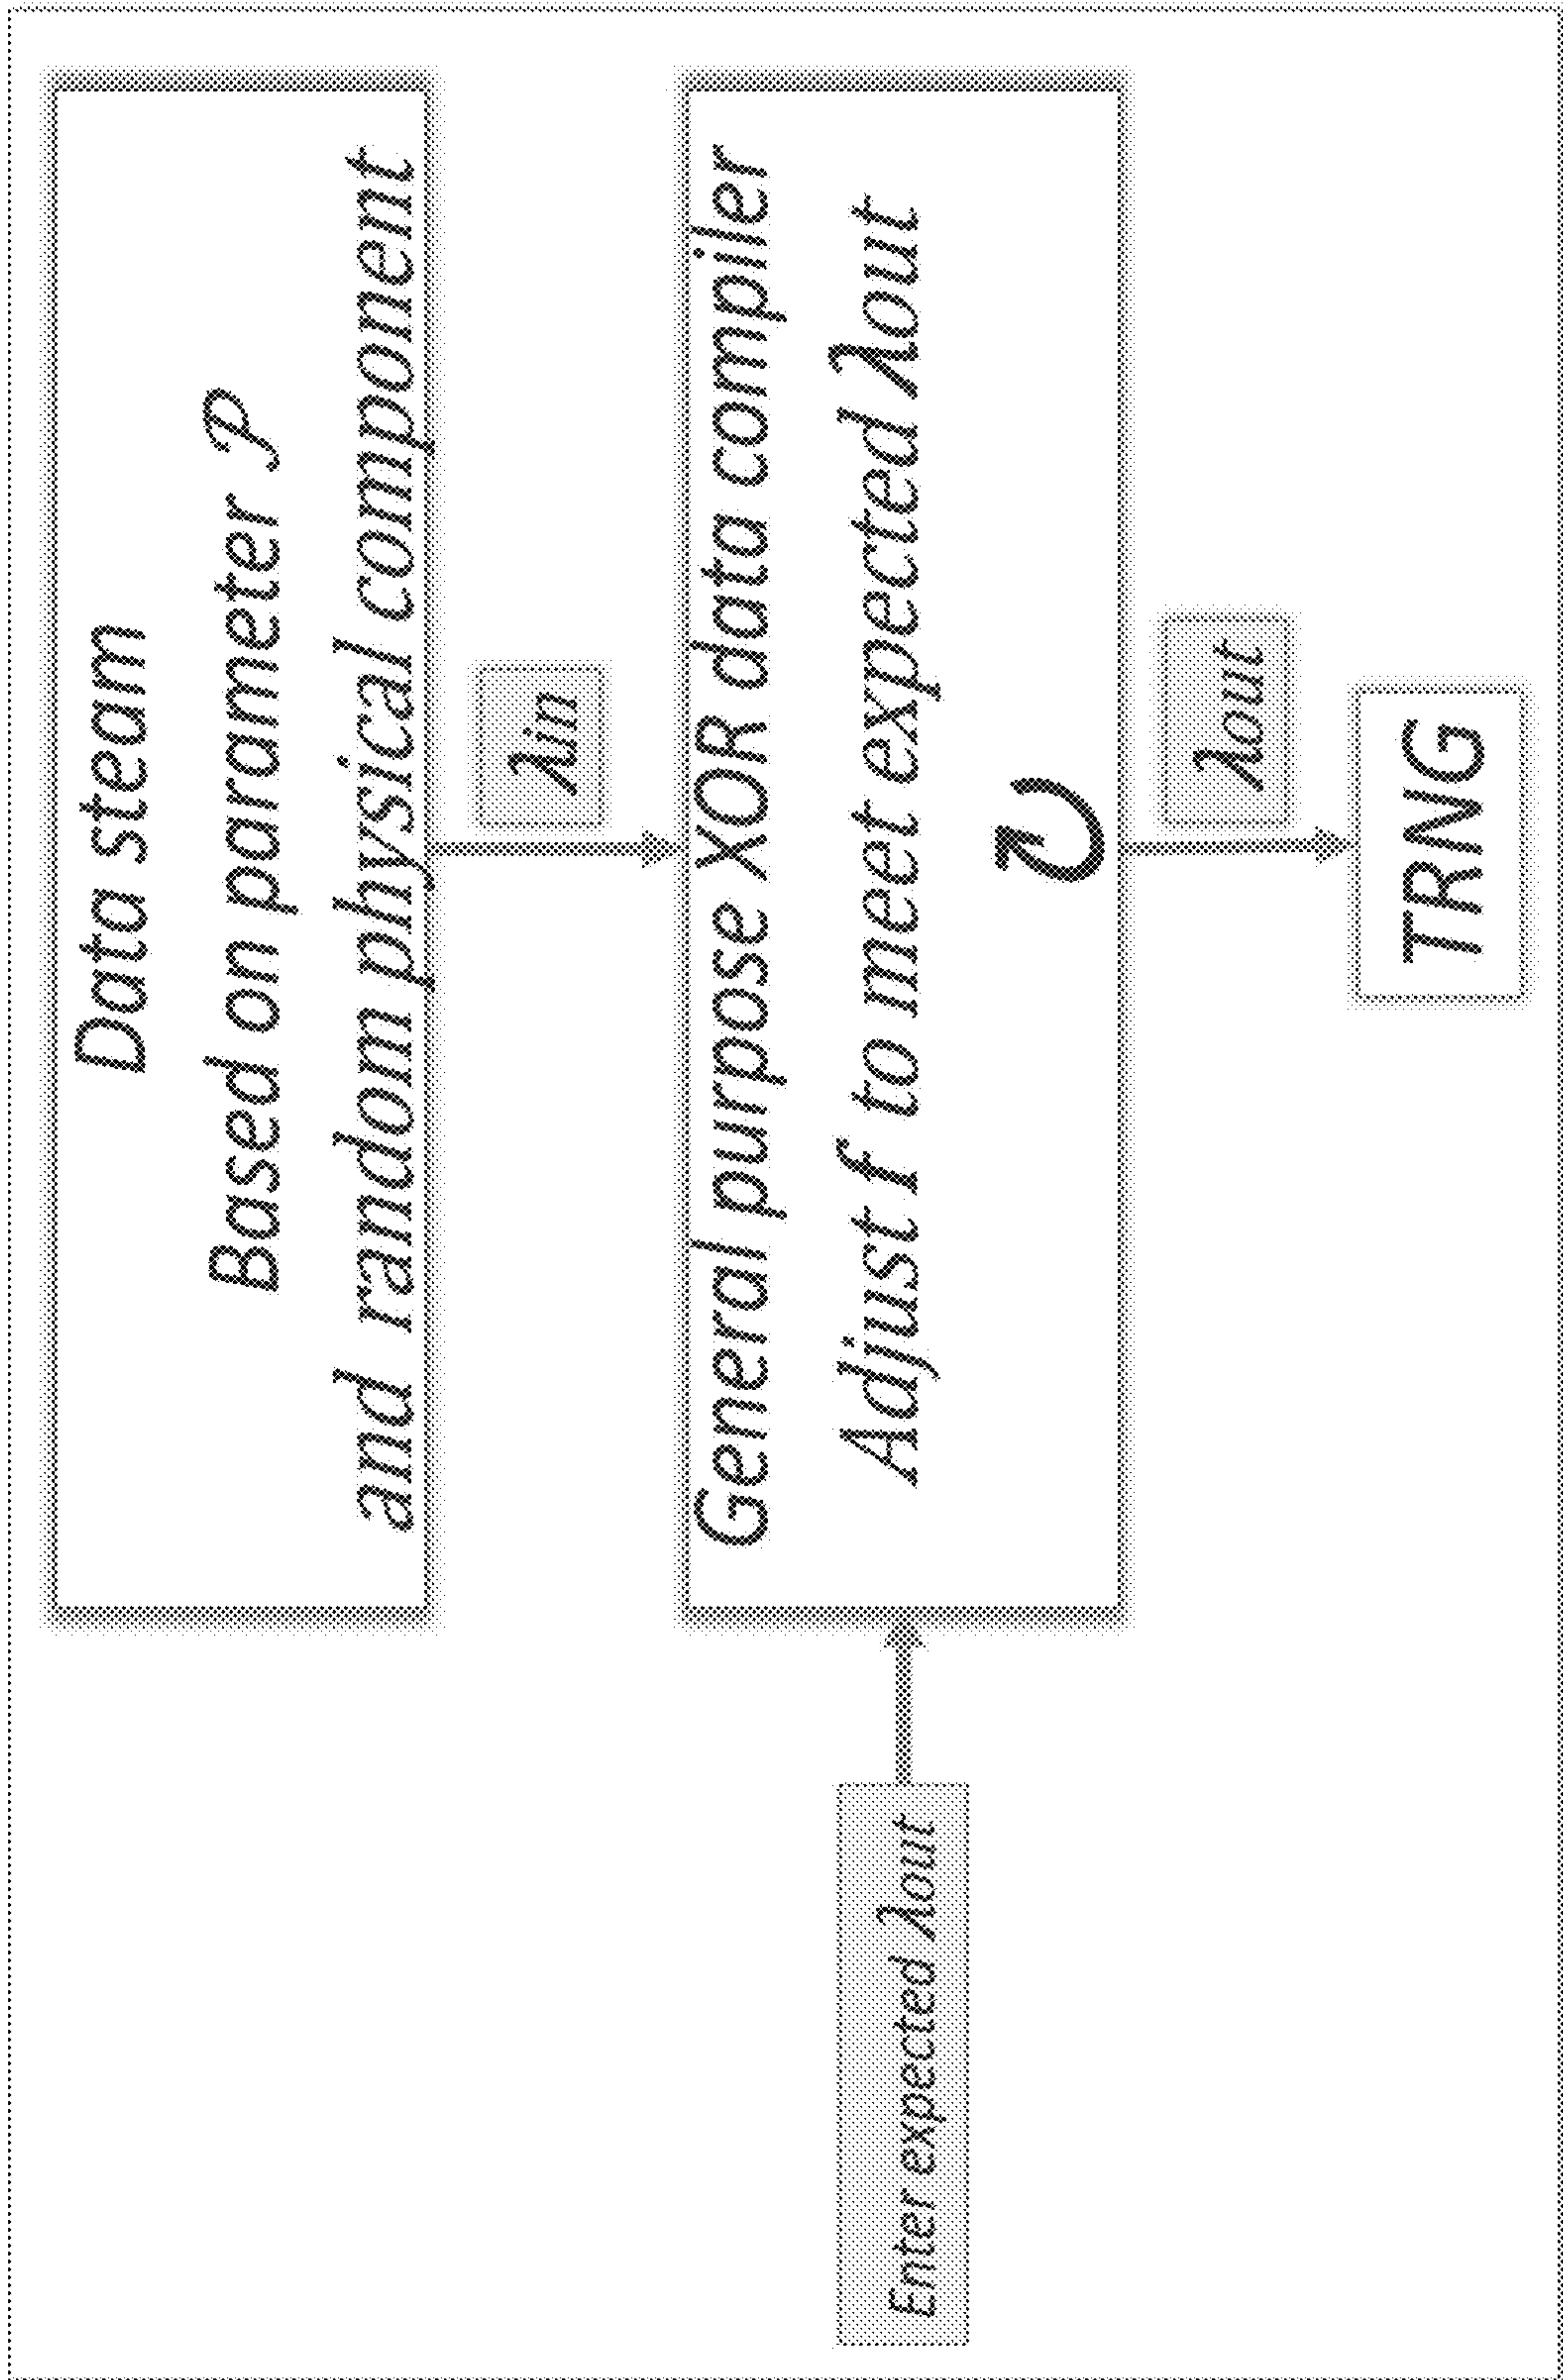 Data steam
Based on parameter 𝒫
and random physical component
λin
General purpose XOR data compiler
Adjust f to meet expected λout
Enter expected λout
λout
TRNG